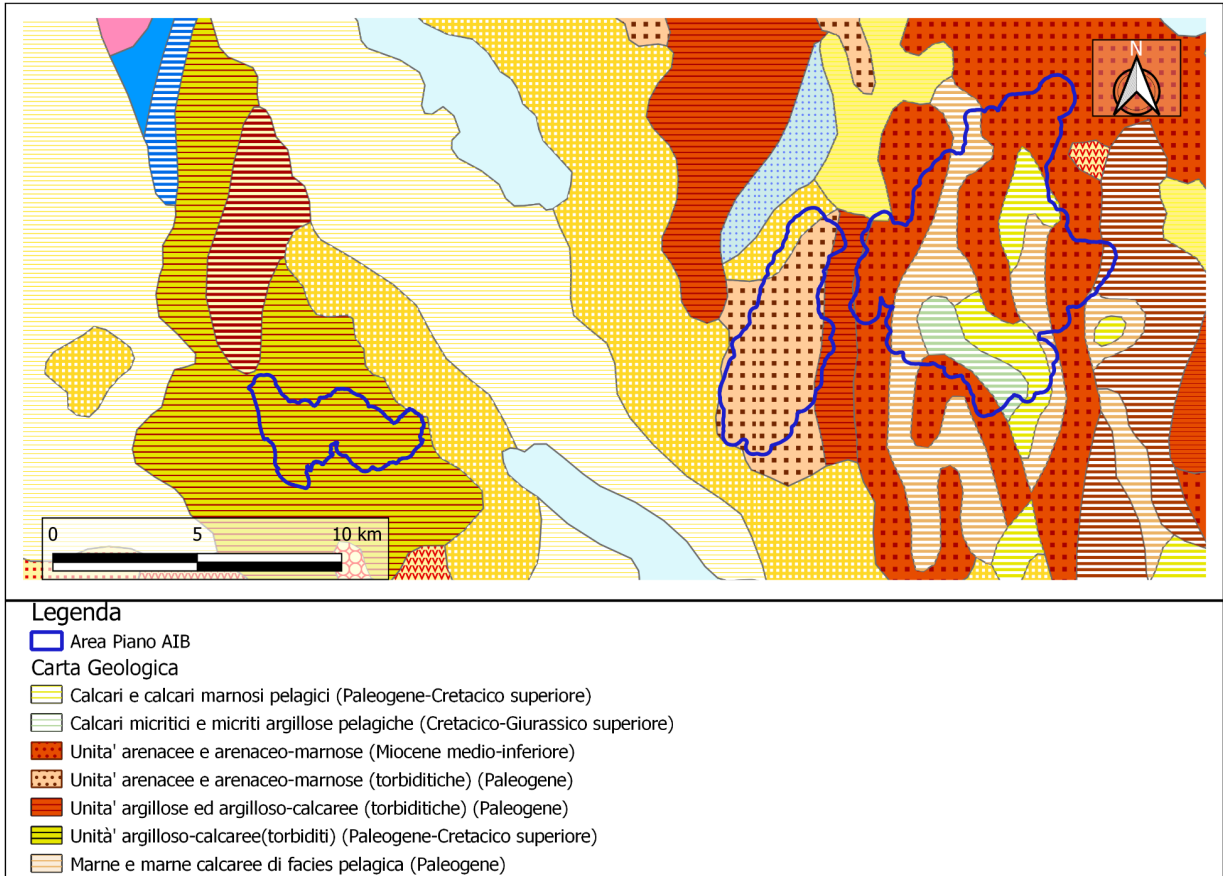 N
0 5 10 km
Legenda
Area Piano AIB
Carta Geologica
Calcari e calcari marnosi pelagici (Paleogene-Cretacico superiore)
Calcari micritici e micriti argillose pelagiche (Cretacico-Giurassico superiore)
Unita' arenacee e arenaceo-marnose (Miocene medio-inferiore)
Unita' arenacee e arenaceo-marnose (torbiditiche) (Paleogene)
Unita' argillose ed argilloso-calcaree (torbiditiche) (Paleogene)
Unità' argilloso-calcaree(torbiditi) (Paleogene-Cretacico superiore)
Marne e marne calcaree di facies pelagica (Paleogene)